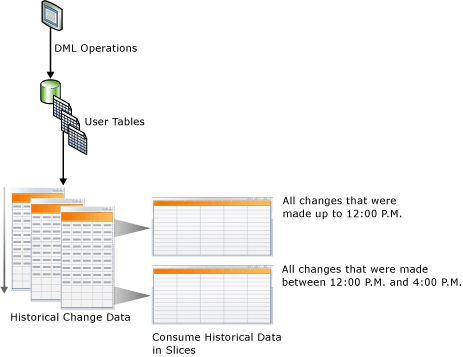 DML Operations
User Tables
All changes that were
made up to 12:00 P.M.
All changes that were made
between 12:00 P.M. and 4:00 P.M.
Historical Change Data
Consume Historical Data
in Slices